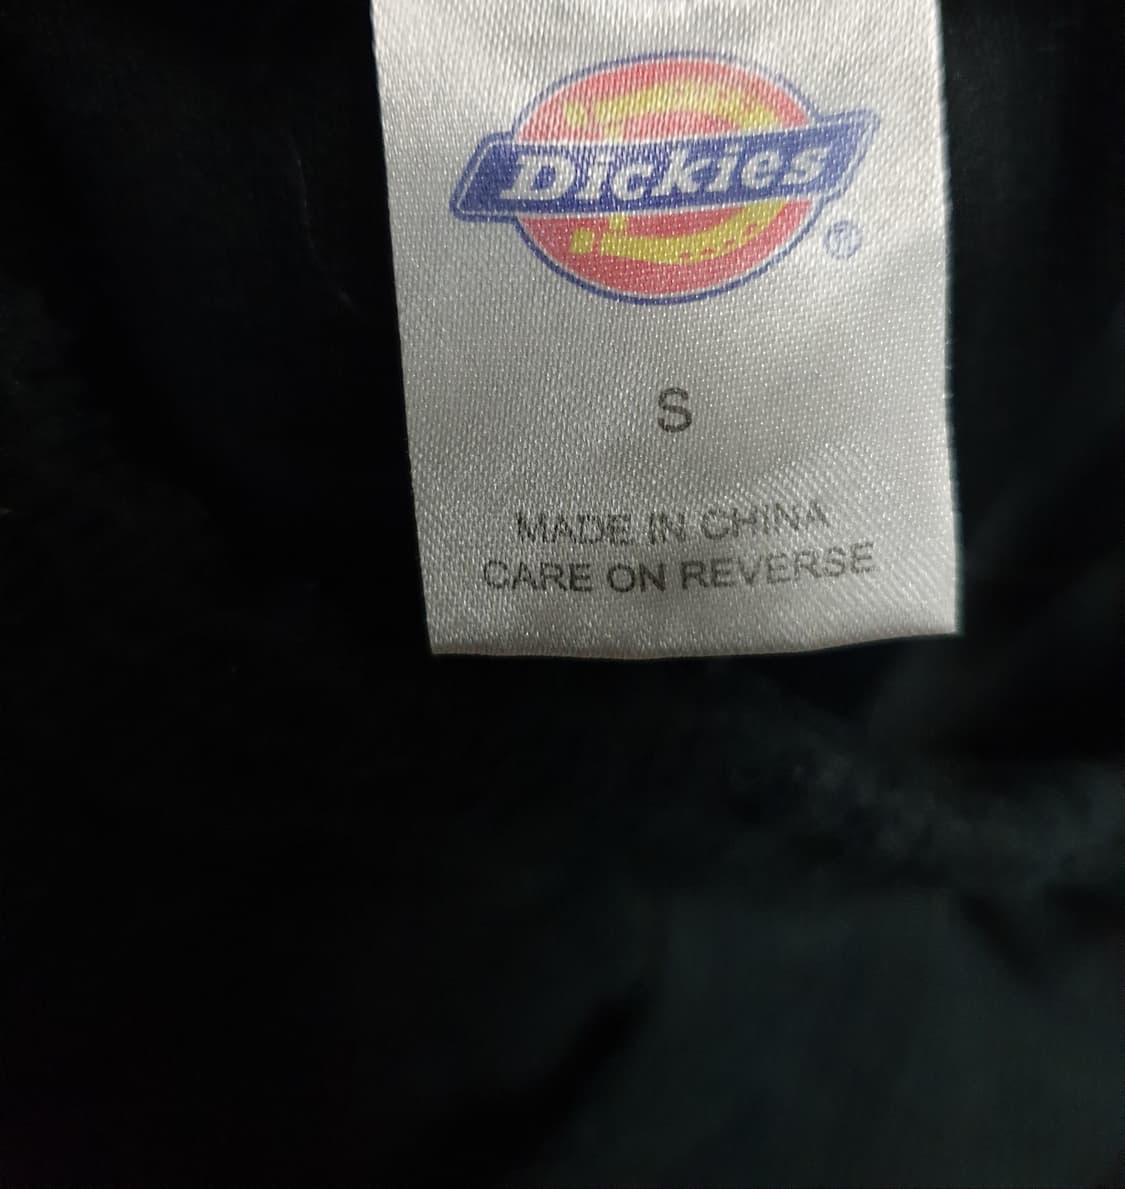 Dickies
®
S
MADE IN CHINA
CARE ON REVERSE